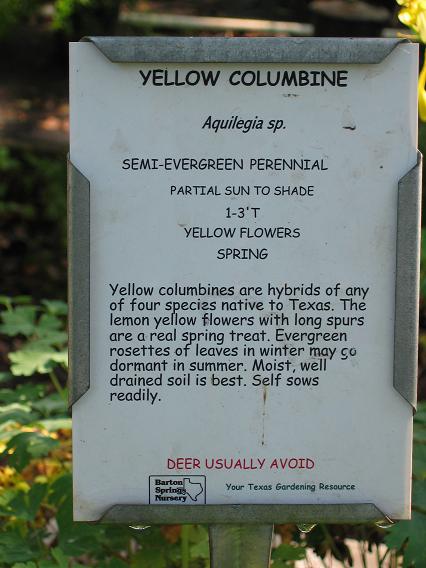 YELLOW COLUMBINE
Aquilegia sp.
SEMI-EVERGREEN PERENNIAL
PARTIAL SUN TO SHADE
1-3'T
YELLOW FLOWERS
SPRING
Yellow columbines are hybrids of any
of four species native to Texas. The
lemon yellow flowers with long spurs
are a real spring treat. Evergreen
rosettes of leaves in winter may go
dormant in summer. Moist, well
drained soil is best. Self sows
readily.
DEER USUALLY AVOID
Barton
Springs
Nursery
Your Texas Gardening Resource